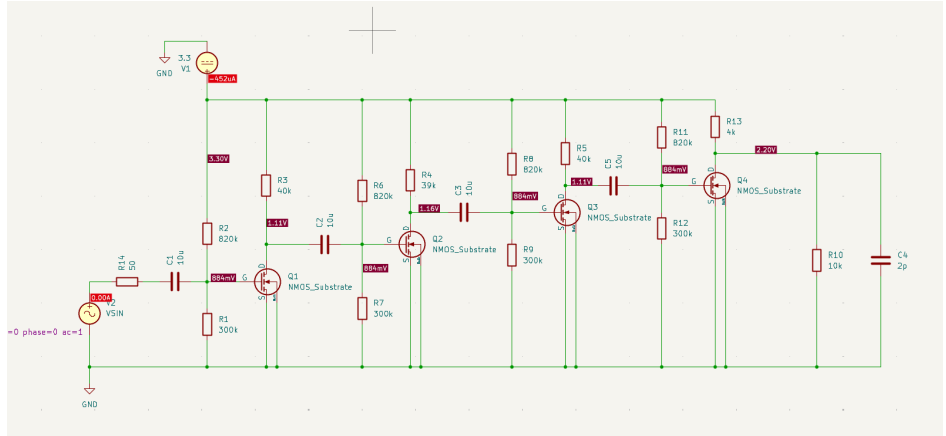 3.3
V1
GND
-452uA
3.30V
R2
820k
R3
40k
1.11V
R6
820k
R4
39k
1.16V
C3
10u
R8
820k
884mV
R5
40k
1.11V
C5
10u
R11
820k
884mV
R13
4k
2.20V
D
G
S
Q4
NMOS_Substrate
R14
50
C1
10u
884mV
D
G
S
Q1
NMOS_Substrate
C2
10u
884mV
D
G
S
Q2
NMOS_Substrate
R9
300k
D
G
S
Q3
NMOS_Substrate
R12
300k
R10
10k
C4
2p
0.00A
V2
VSIN
=0 phase=0 ac=1
R1
300k
R7
300k
GND